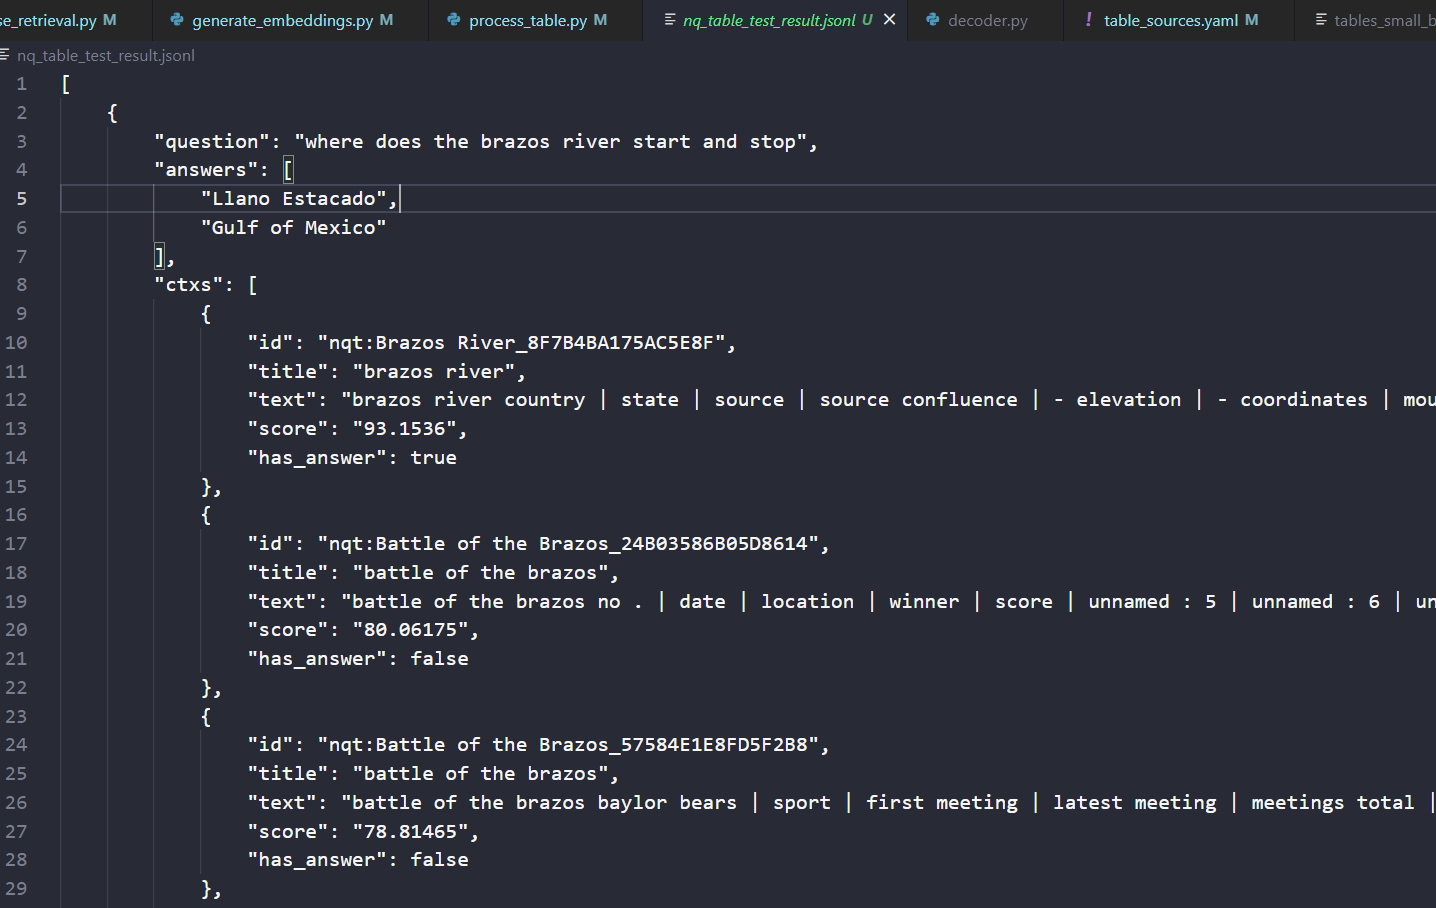 se_retrieval.py M generate_embeddings.py M process_table.py M nq_table_test_result.jsonl U decoder.py ! table_sources.yaml M tables_small_b
nq_table_test_result.jsonl
1 [
2 {
3 "question": "where does the brazos river start and stop",
4 "answers": [
5 "Llano Estacado",
6 "Gulf of Mexico"
7 ],
8 "ctxs": [
9 {
10 "id": "nqt:Brazos River_8F7B4BA175AC5E8F",
11 "title": "brazos river",
12 "text": "brazos river country | state | source | source confluence | - elevation | - coordinates | mou
13 "score": "93.1536",
14 "has_answer": true
15 },
16 {
17 "id": "nqt:Battle of the Brazos_24B03586B05D8614",
18 "title": "battle of the brazos",
19 "text": "battle of the brazos no . | date | location | winner | score | unnamed : 5 | unnamed : 6 | un
20 "score": "80.06175",
21 "has_answer": false
22 },
23 {
24 "id": "nqt:Battle of the Brazos_57584E1E8FD5F2B8",
25 "title": "battle of the brazos",
26 "text": "battle of the brazos baylor bears | sport | first meeting | latest meeting | meetings total |
27 "score": "78.81465",
28 "has_answer": false
29 },